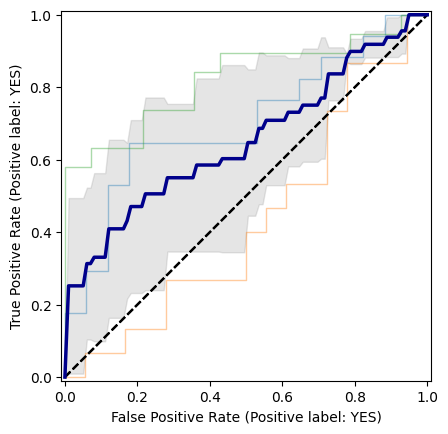 True Positive Rate (Positive label: YES)
1.0
0.8
0.6
0.4
0.2
0.0
0.0 0.2 0.4 0.6 0.8 1.0
False Positive Rate (Positive label: YES)